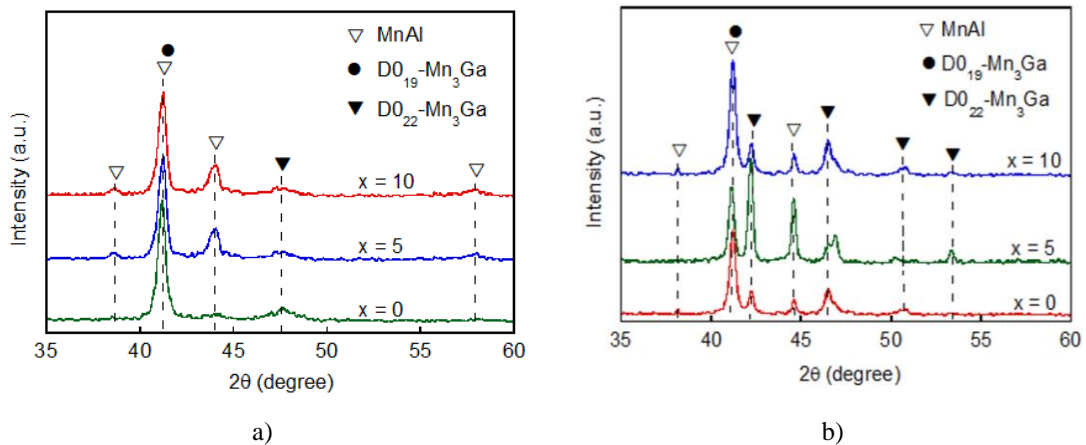 a)
MnAl
D0₁₉-Mn₃Ga
D0₂₂-Mn₃Ga
Intensity (a.u.)
x = 10
x = 5
x = 0
35 40 45 50 55 60
2θ (degree)
a)
b)
MnAl
D0₁₉-Mn₃Ga
D0₂₂-Mn₃Ga
Intensity (a.u.)
x = 10
x = 5
x = 0
35 40 45 50 55 60
2θ (degree)
b)